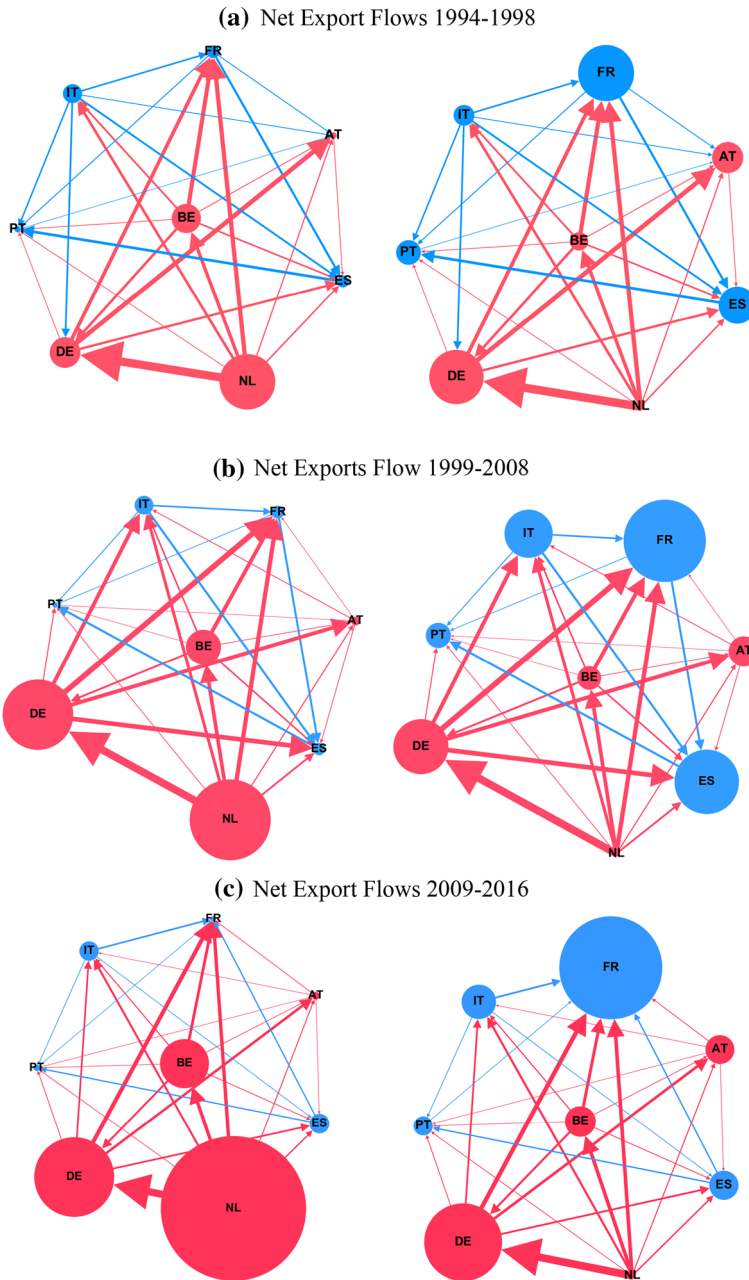 (a) Net Export Flows 1994-1998
FR
IT
AT
PT
BE
ES
DE
NL
FR
IT
AT
BE
PT
ES
DE
NL
(b) Net Exports Flow 1999-2008
IT
FR
PT
AT
BE
DE
ES
NL
IT
FR
PT
AT
BE
DE
ES
NL
(c) Net Export Flows 2009-2016
FR
IT
AT
BE
PT
ES
DE
NL
FR
IT
AT
BE
PT
ES
DE
NL